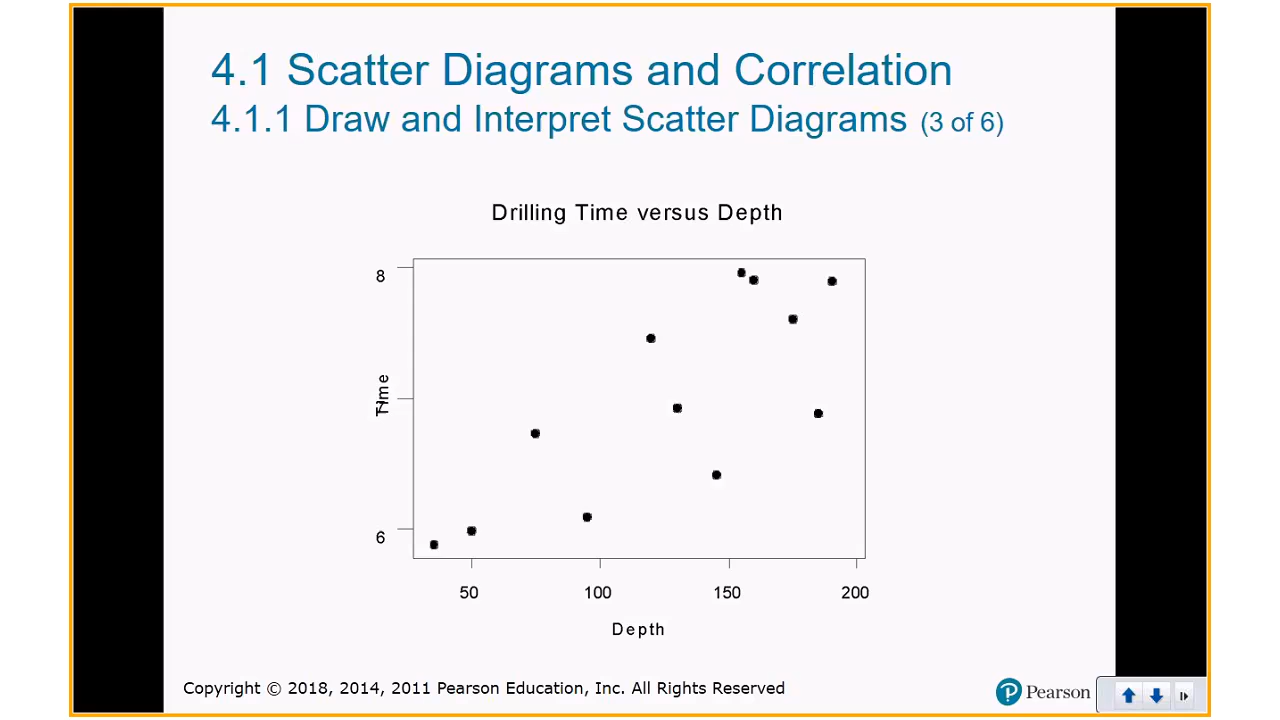 4.1 Scatter Diagrams and Correlation
4.1.1 Draw and Interpret Scatter Diagrams (3 of 6)
Drilling Time versus Depth
8
Time
7
6
50 100 150 200
Depth
Copyright © 2018, 2014, 2011 Pearson Education, Inc. All Rights Reserved
P Pearson